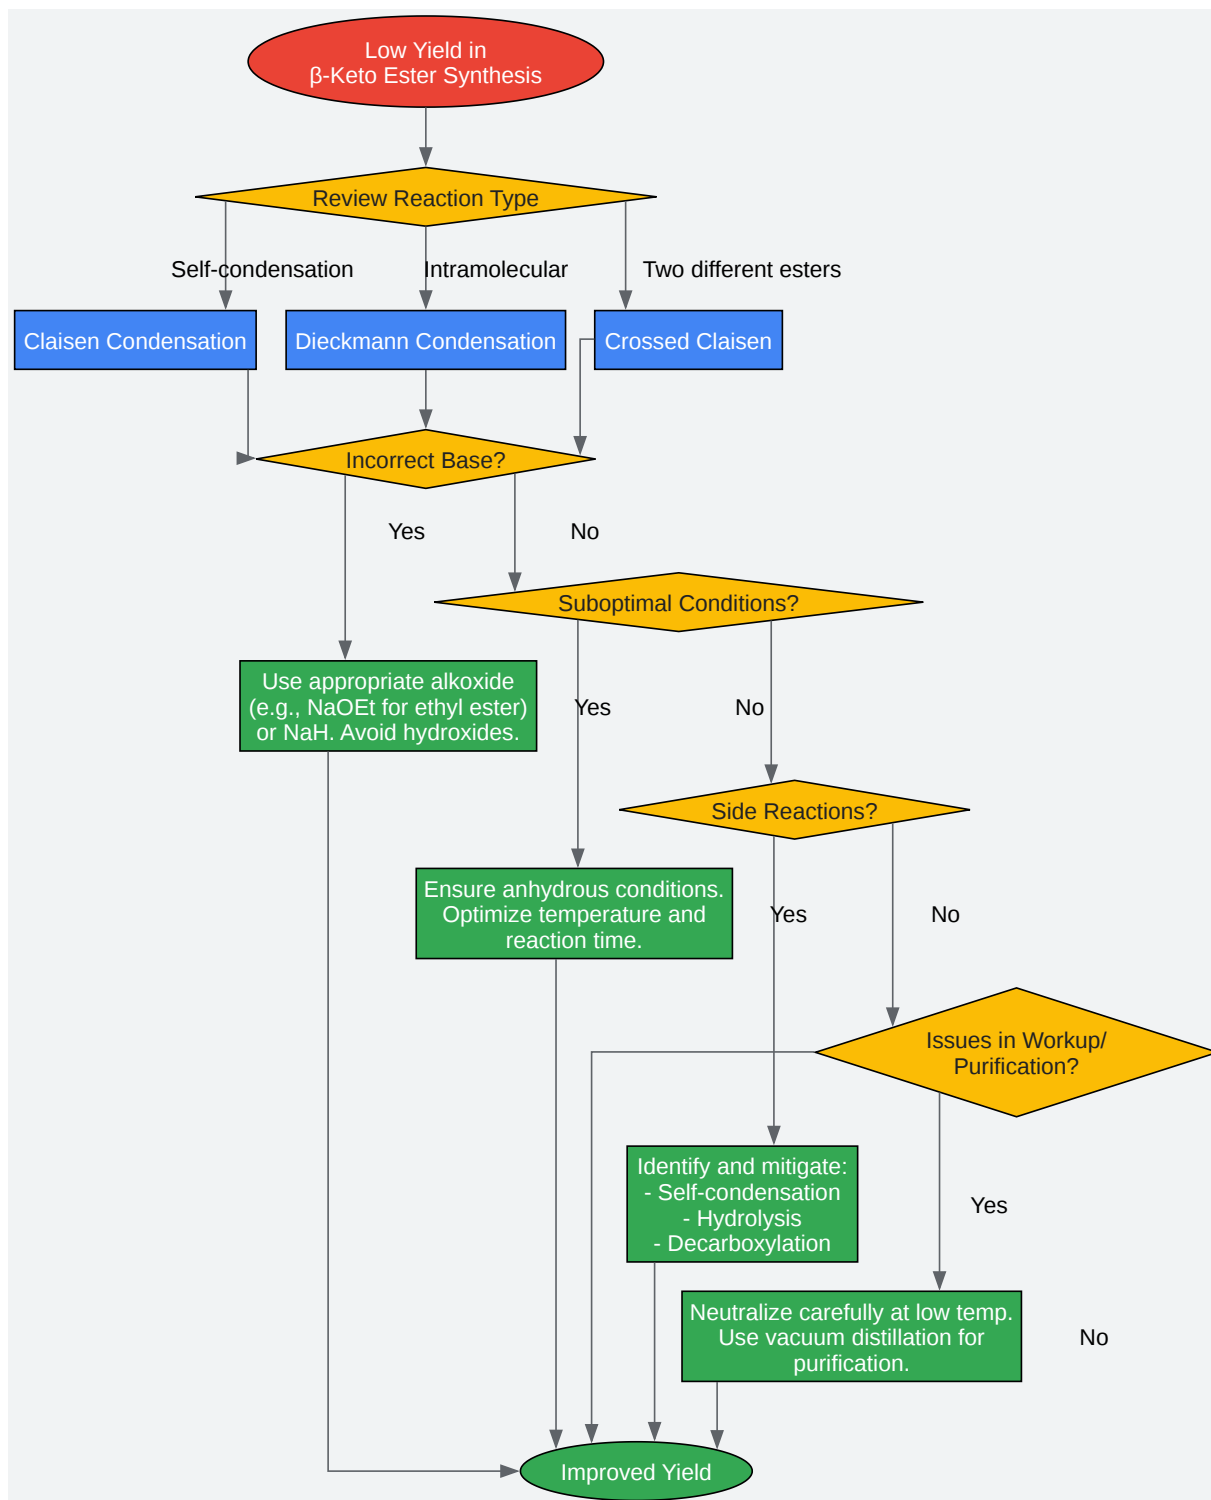 Low Yield in
β-Keto Ester Synthesis
Review Reaction Type
Self-condensation
Intramolecular
Two different esters
Claisen Condensation
Dieckmann Condensation
Crossed Claisen
Incorrect Base?
Yes
No
Suboptimal Conditions?
Use appropriate alkoxide
(e.g., NaOEt for ethyl ester)
or NaH. Avoid hydroxides.
Yes
No
Side Reactions?
Ensure anhydrous conditions.
Optimize temperature and
reaction time.
Yes
No
Issues in Workup/
Purification?
Identify and mitigate:
- Self-condensation
- Hydrolysis
- Decarboxylation
Yes
Neutralize carefully at low temp.
Use vacuum distillation for
purification.
No
Improved Yield